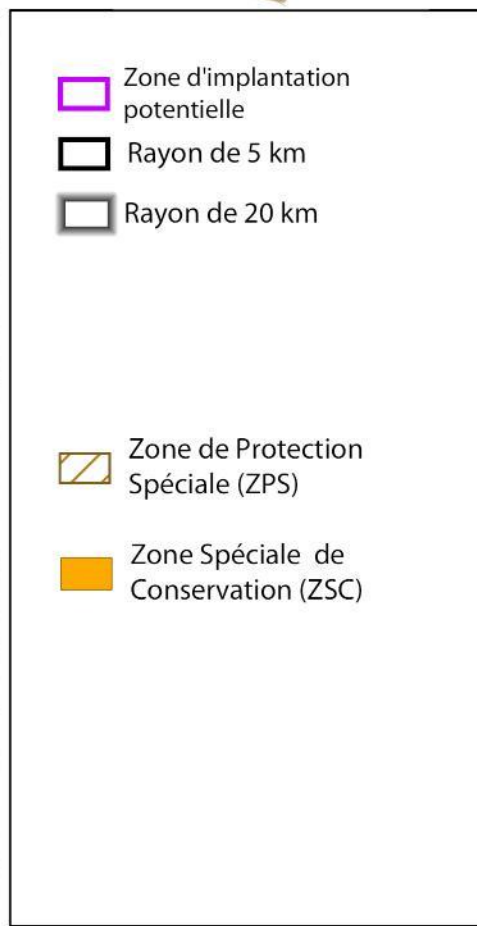 Zone d'implantation
potentielle
Rayon de 5 km
Rayon de 20 km
Zone de Protection
Spéciale (ZPS)
Zone Spéciale de
Conservation (ZSC)